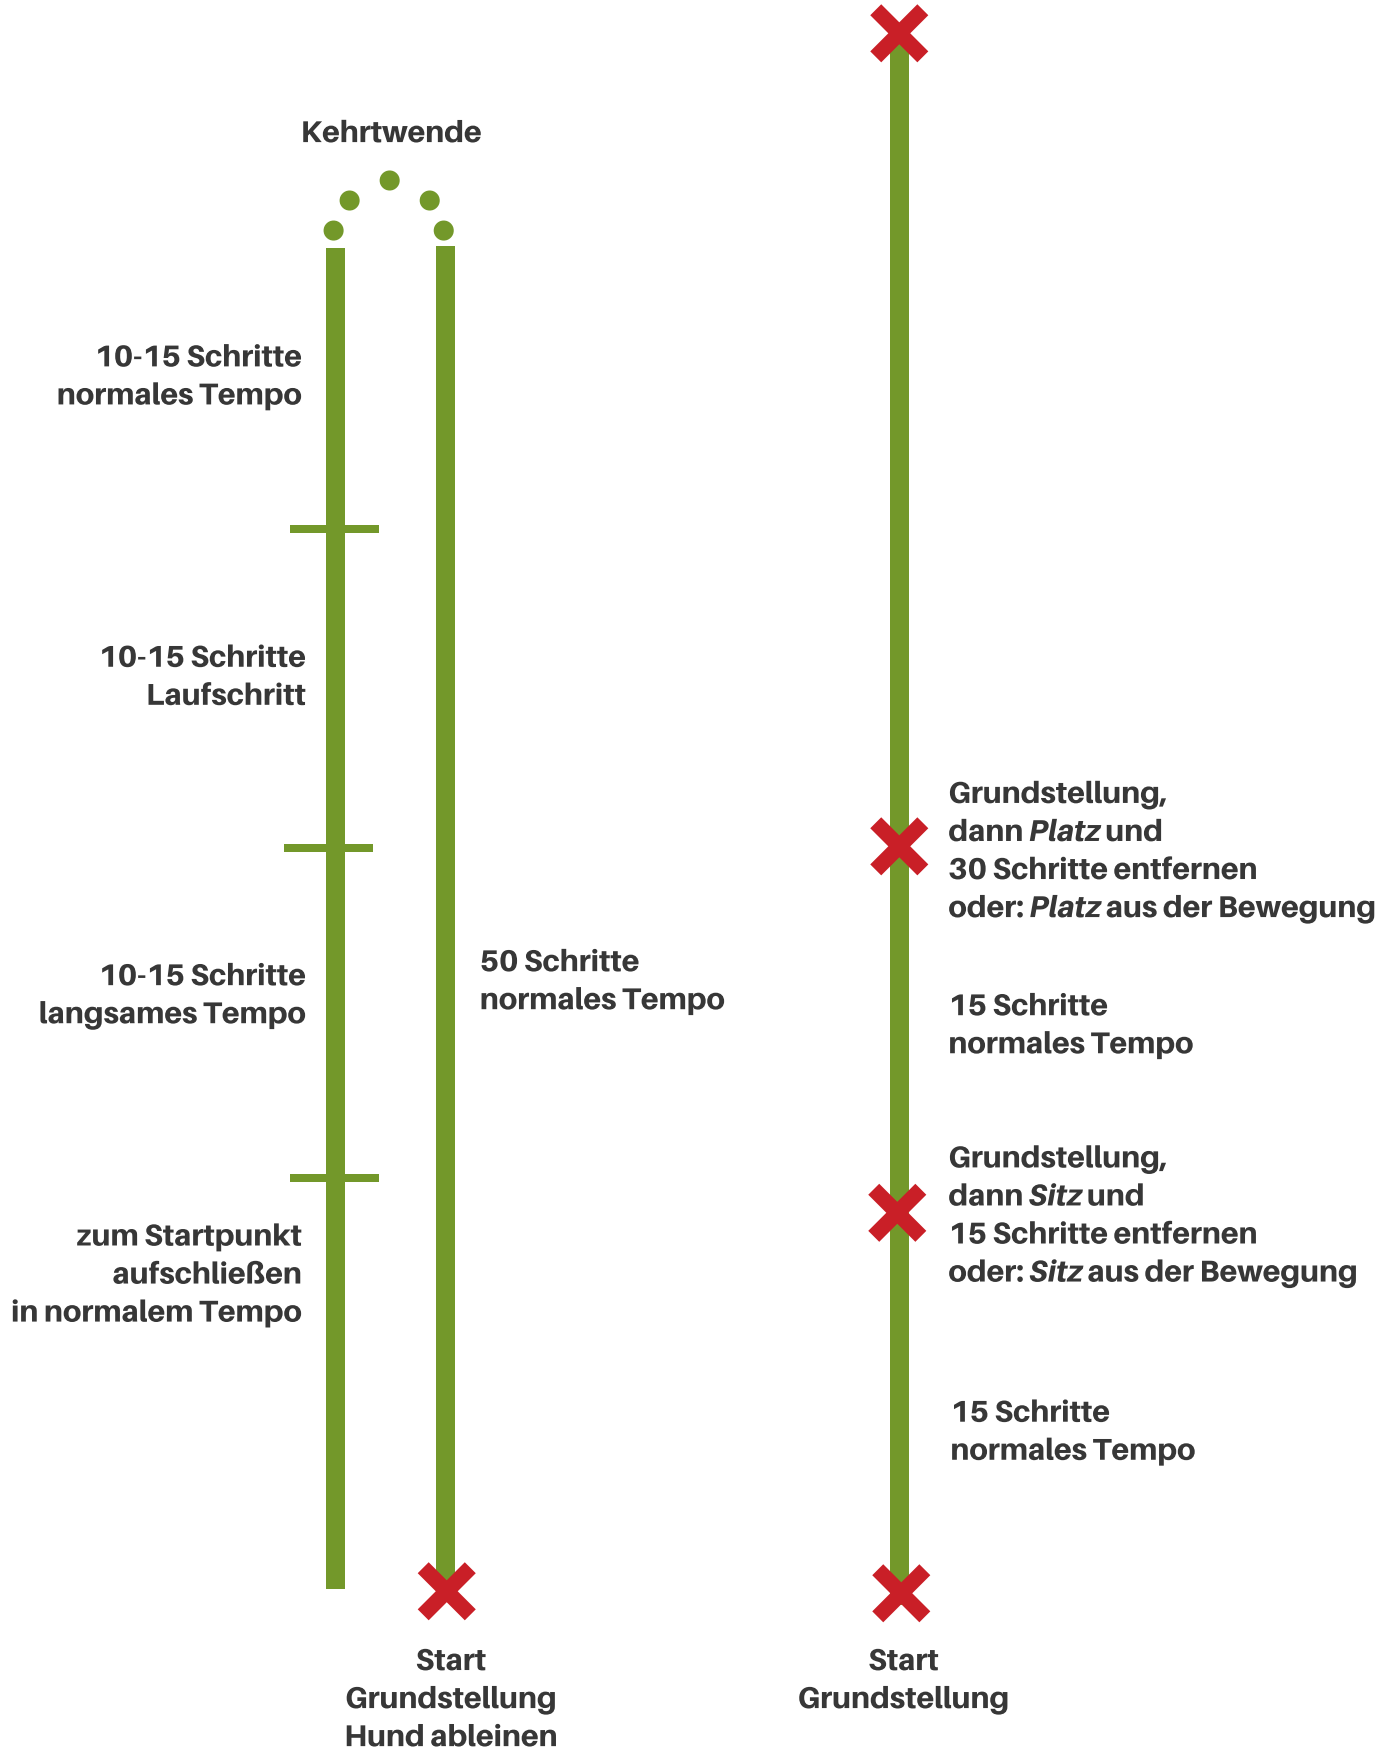 Kehrtwende
10-15 Schritte
normales Tempo
10-15 Schritte
Laufschritt
10-15 Schritte
langsames Tempo
zum Startpunkt
aufschließen
in normalem Tempo
50 Schritte
normales Tempo
Start
Grundstellung
Hund ableinen
Grundstellung,
dann Platz und
30 Schritte entfernen
oder: Platz aus der Bewegung
15 Schritte
normales Tempo
Grundstellung,
dann Sitz und
15 Schritte entfernen
oder: Sitz aus der Bewegung
15 Schritte
normales Tempo
Start
Grundstellung